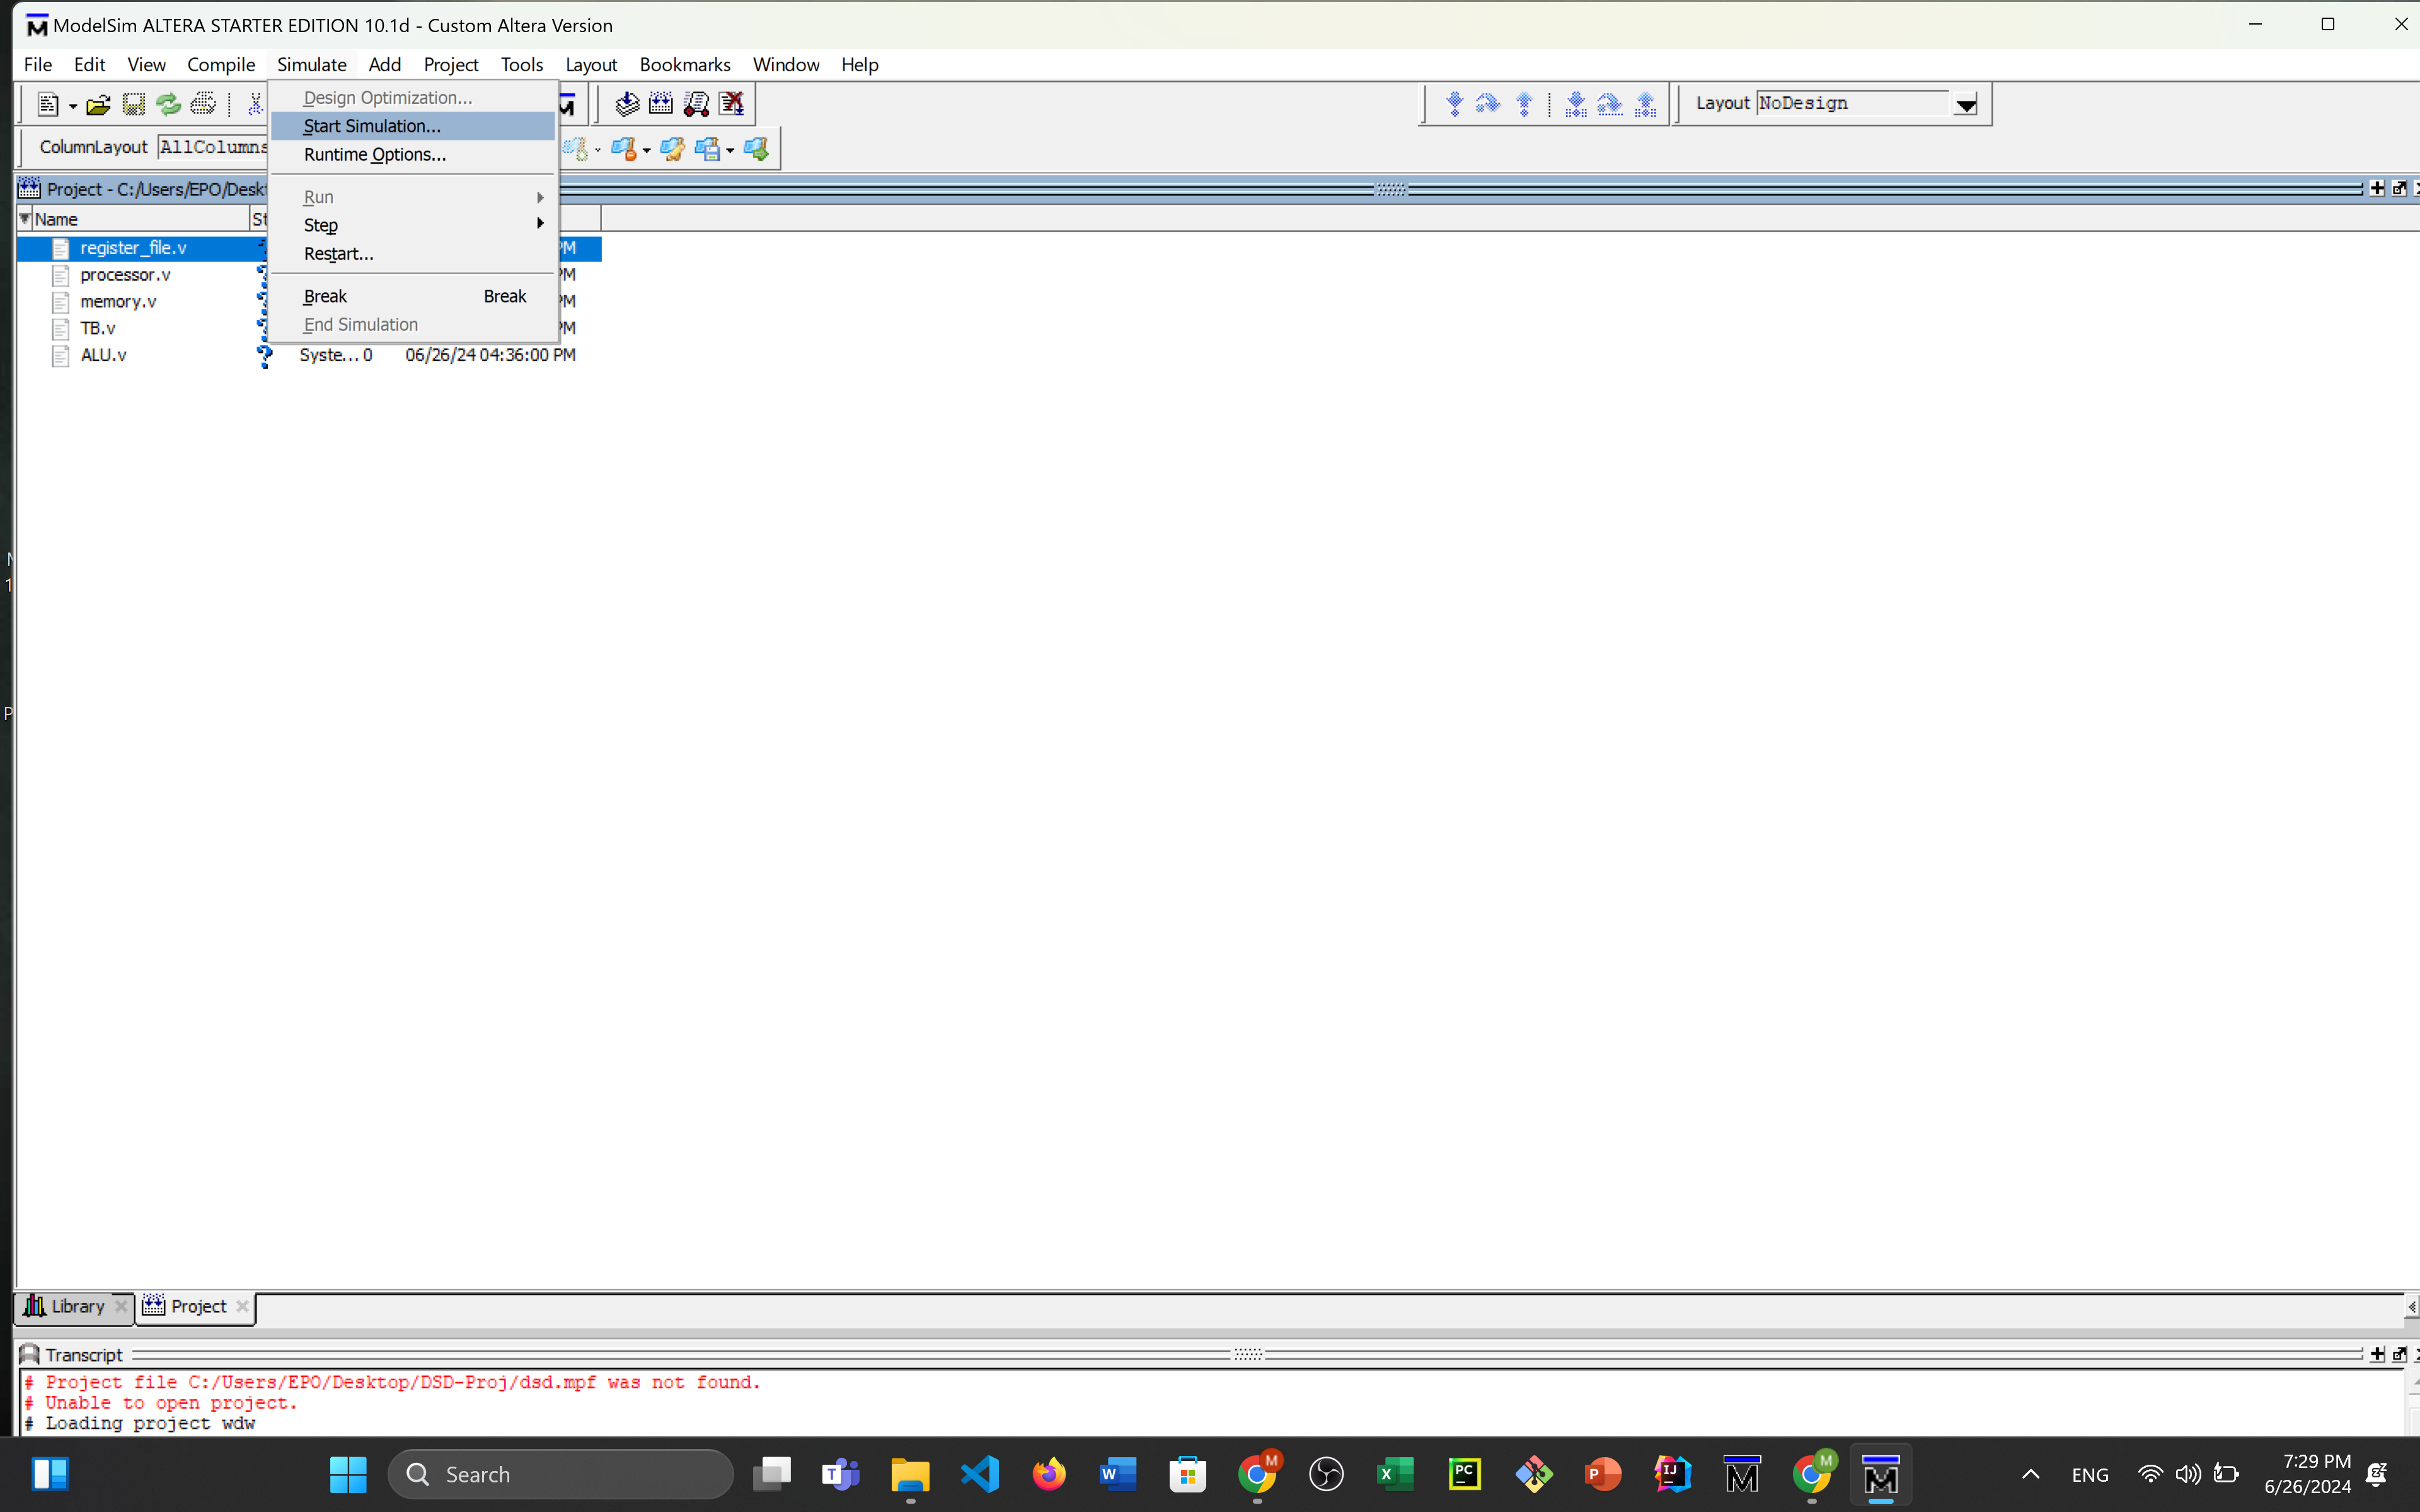 ModelSim ALTERA STARTER EDITION 10.1d - Custom Altera Version
File Edit View Compile Simulate Add Project Tools Layout Bookmarks Window Help
Design Optimization...
Start Simulation...
Runtime Options...
Run
Step
Restart...
Break Break
End Simulation
Layout NoDesign
ColumnLayout AllColumns
Project - C:/Users/EPO/Deskt
Name St
register_file.v PM
processor.v PM
memory.v PM
TB.v PM
ALU.v Syste... 0 06/26/24 04:36:00 PM
Library Project
Transcript
# Project file C:/Users/EPO/Desktop/DSD-Proj/dsd.mpf was not found.
# Unable to open project.
# Loading project wdw
Search
ENG
7:29 PM
6/26/2024